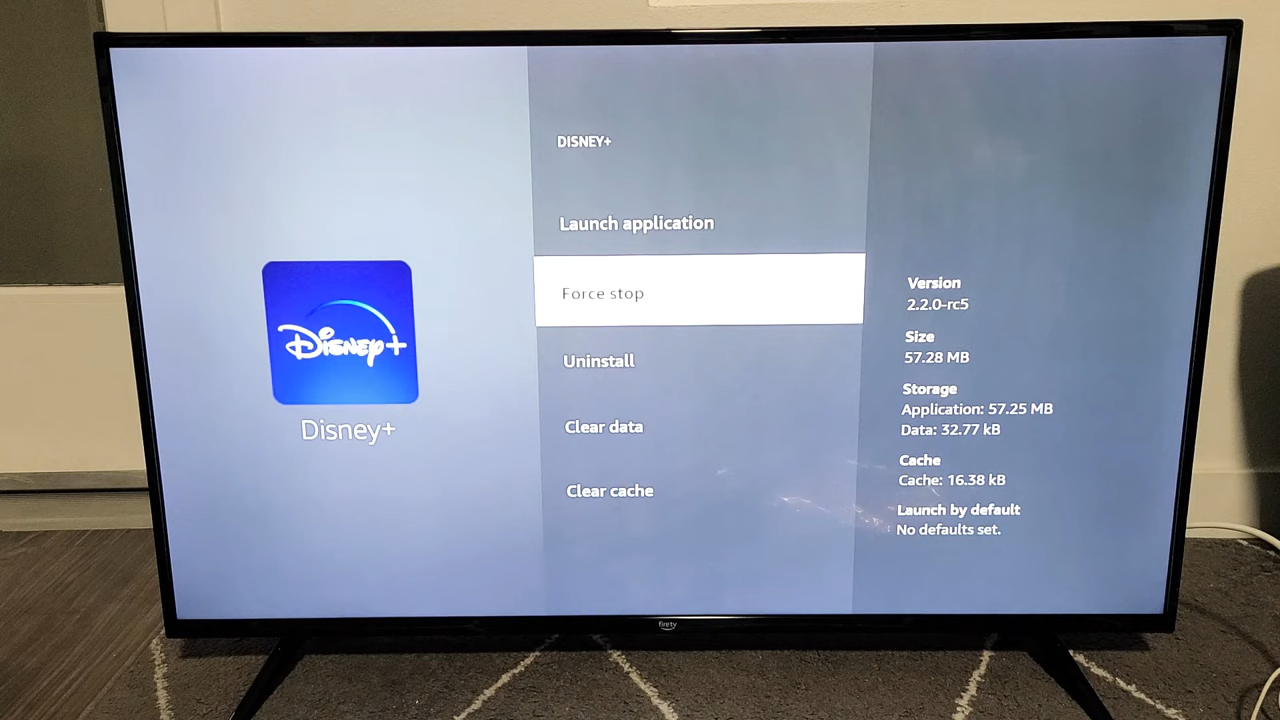 DISNEY+
Launch application
Force stop
Uninstall
Clear data
Clear cache
Disney+
Disney+
Version
2.2.0-rc5
Size
57.28 MB
Storage
Application: 57.25 MB
Data: 32.77 kB
Cache
Cache: 16.38 kB
Launch by default
No defaults set.
firetv